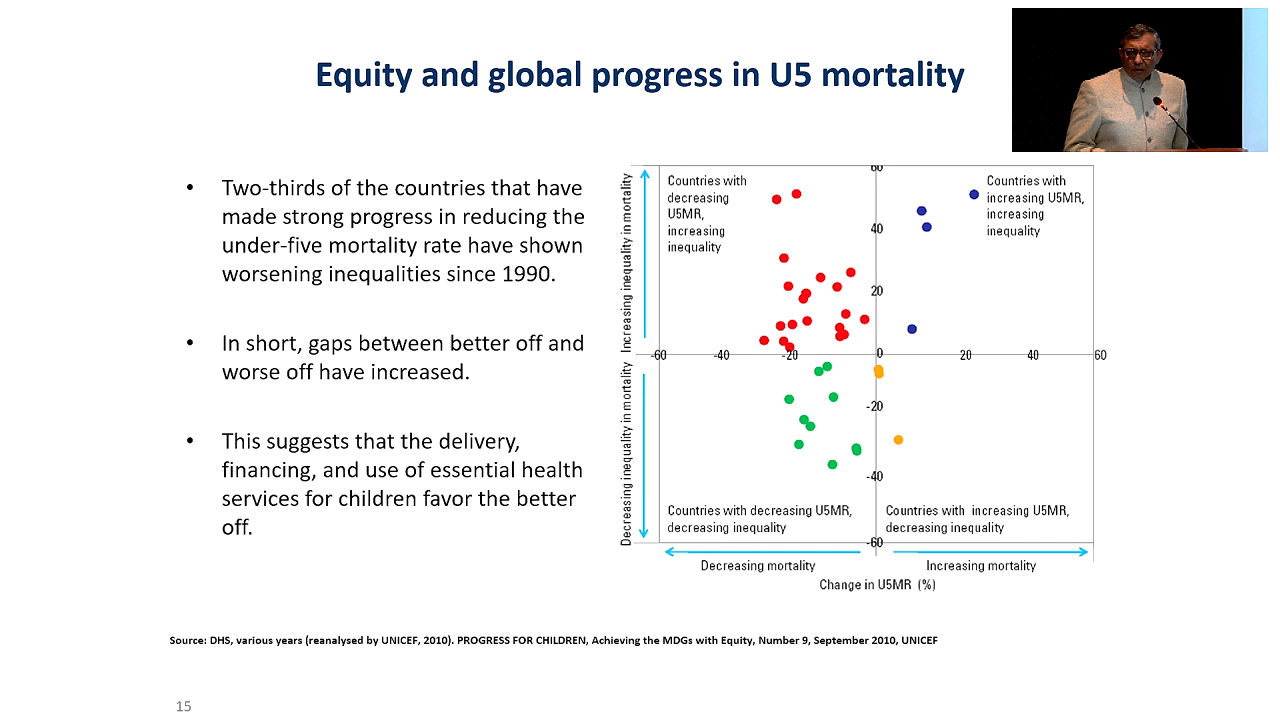 Equity and global progress in U5 mortality
• Two-thirds of the countries that have
made strong progress in reducing the
under-five mortality rate have shown
worsening inequalities since 1990.
• In short, gaps between better off and
worse off have increased.
• This suggests that the delivery,
financing, and use of essential health
services for children favor the better
off.
Increasing inequality in mortality
Decreasing inequality in mortality
Countries with
decreasing
U5MR,
increasing
inequality
Countries with
increasing U5MR,
increasing
inequality
60
40
20
0
-20
-40
-60
-60 -40 -20 20 40 60
Countries with decreasing U5MR,
decreasing inequality
Countries with increasing U5MR,
decreasing inequality
Decreasing mortality
Increasing mortality
Change in U5MR (%)
Source: DHS, various years (reanalysed by UNICEF, 2010). PROGRESS FOR CHILDREN, Achieving the MDGs with Equity, Number 9, September 2010, UNICEF
15